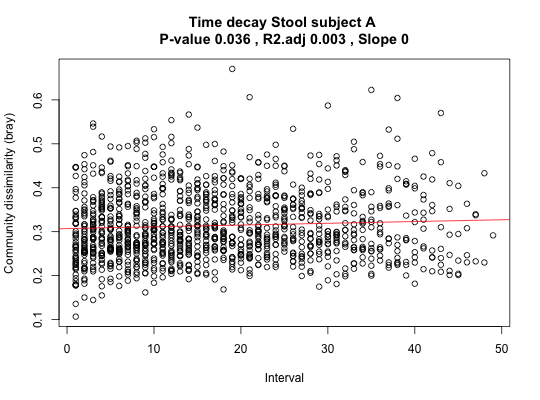 Time decay Stool subject A
P-value 0.036 , R2.adj 0.003 , Slope 0
Community dissimilarity (bray)
0.6
0.5
0.4
0.3
0.2
0.1
0 10 20 30 40 50
Interval